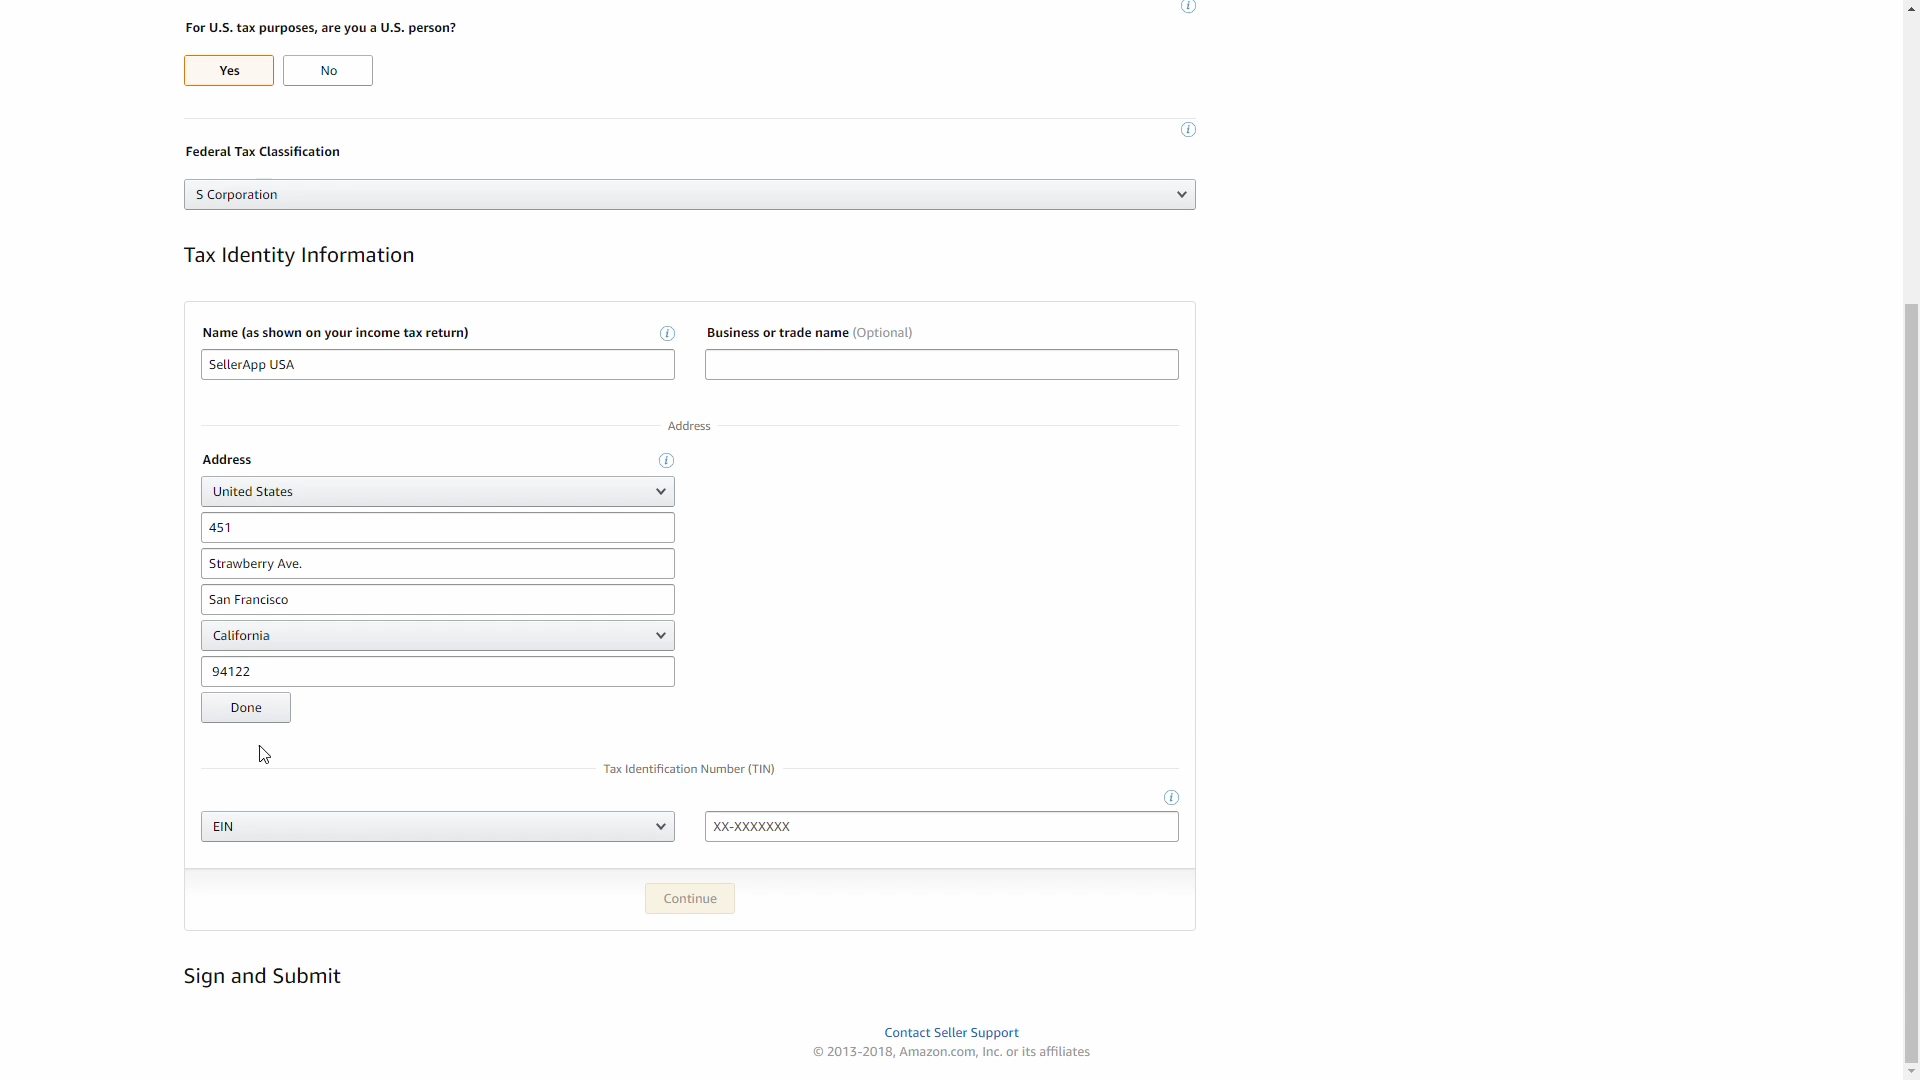 For U.S. tax purposes, are you a U.S. person?
Yes No
Federal Tax Classification
S Corporation
Tax Identity Information
Name (as shown on your income tax return) Business or trade name (Optional)
SellerApp USA
Address
Address
United States
451
Strawberry Ave.
San Francisco
California
94122
Done
Tax Identification Number (TIN)
EIN XX-XXXXXXX
Continue
Sign and Submit
Contact Seller Support
© 2013-2018, Amazon.com, Inc. or its affiliates